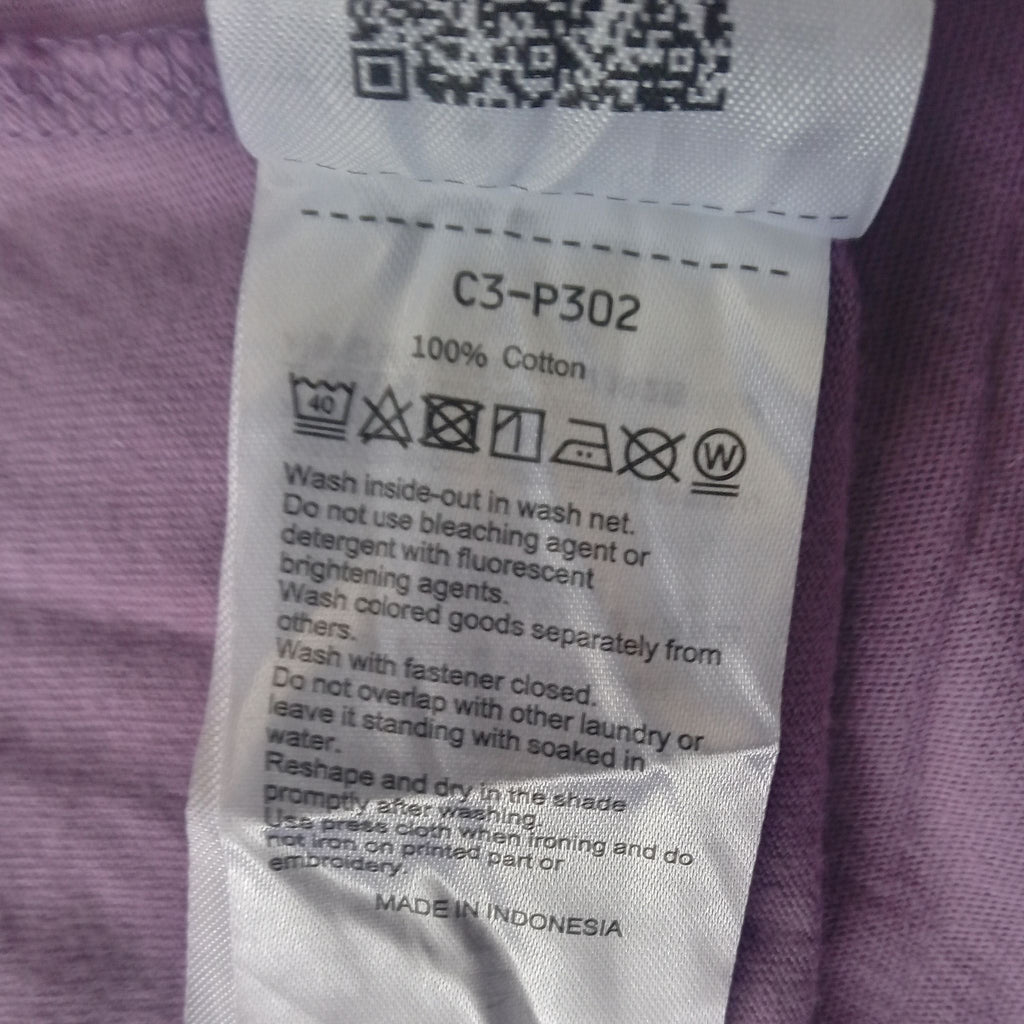 C3-P302
100% Cotton
40
W
Wash inside-out in wash net.
Do not use bleaching agent or
detergent with fluorescent
brightening agents.
Wash colored goods separately from
others.
Wash with fastener closed.
Do not overlap with other laundry or
leave it standing with soaked in
water.
Reshape and dry in the shade
promptly after washing.
Use press cloth when ironing and do
not iron on printed part or
embroidery.
MADE IN INDONESIA